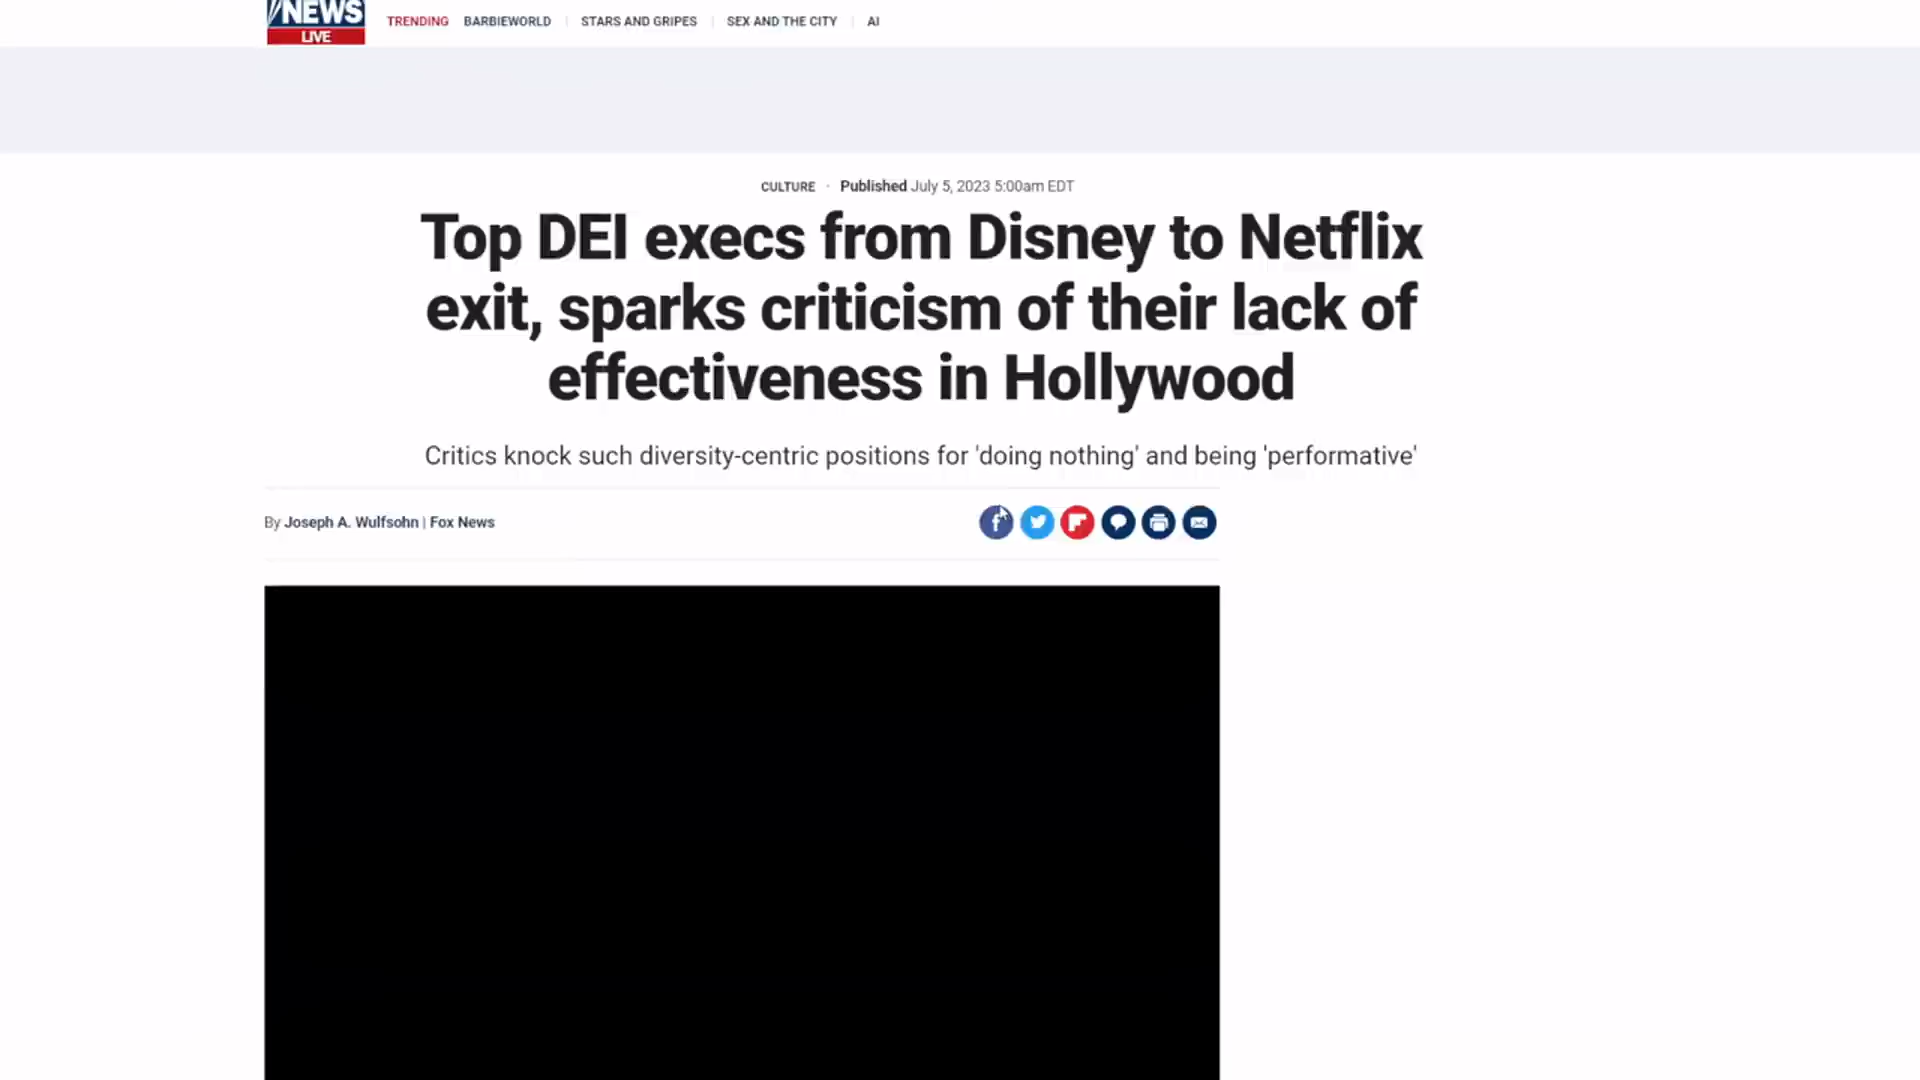 NEWS
LIVE
TRENDING BARBIEWORLD STARS AND GRIPES SEX AND THE CITY AI
CULTURE · Published July 5, 2023 5:00am EDT
Top DEI execs from Disney to Netflix
exit, sparks criticism of their lack of
effectiveness in Hollywood
Critics knock such diversity-centric positions for 'doing nothing' and being 'performative'
By Joseph A. Wulfsohn | Fox News